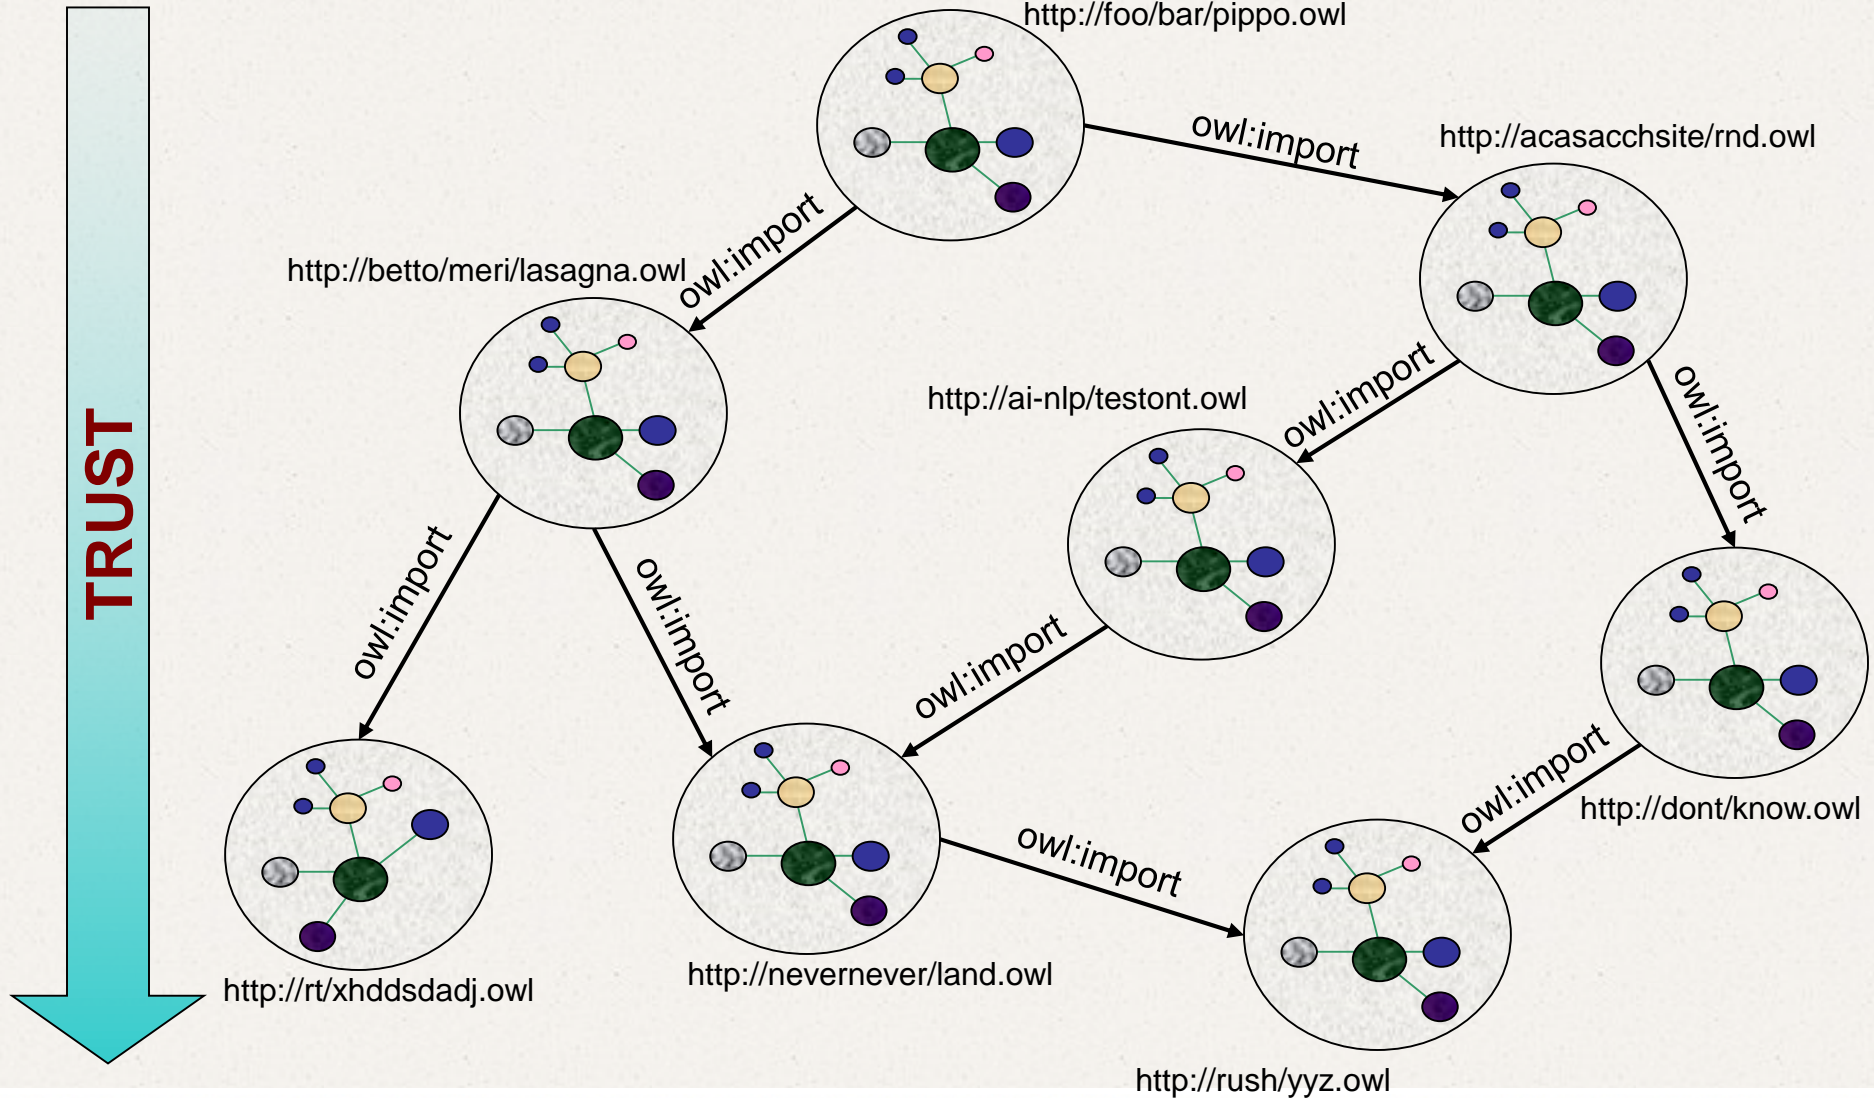 http://foo/bar/pippo.owl
owl:import
http://acasacchsite/rnd.owl
owl:import
http://betto/meri/lasagna.owl
owl:import
http://ai-nlp/testont.owl
owl:import
TRUST
owl:import
owl:import
owl:import
owl:import
http://dont/know.owl
owl:import
http://rt/xhddsdadj.owl
http://nevernever/land.owl
http://rush/yyz.owl